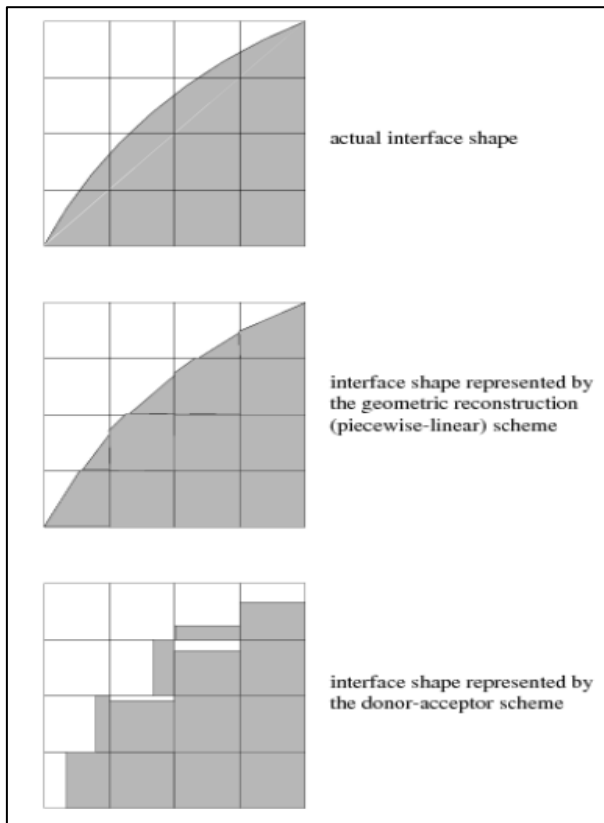 actual interface shape
interface shape represented by
the geometric reconstruction
(piecewise-linear) scheme
interface shape represented by
the donor-acceptor scheme